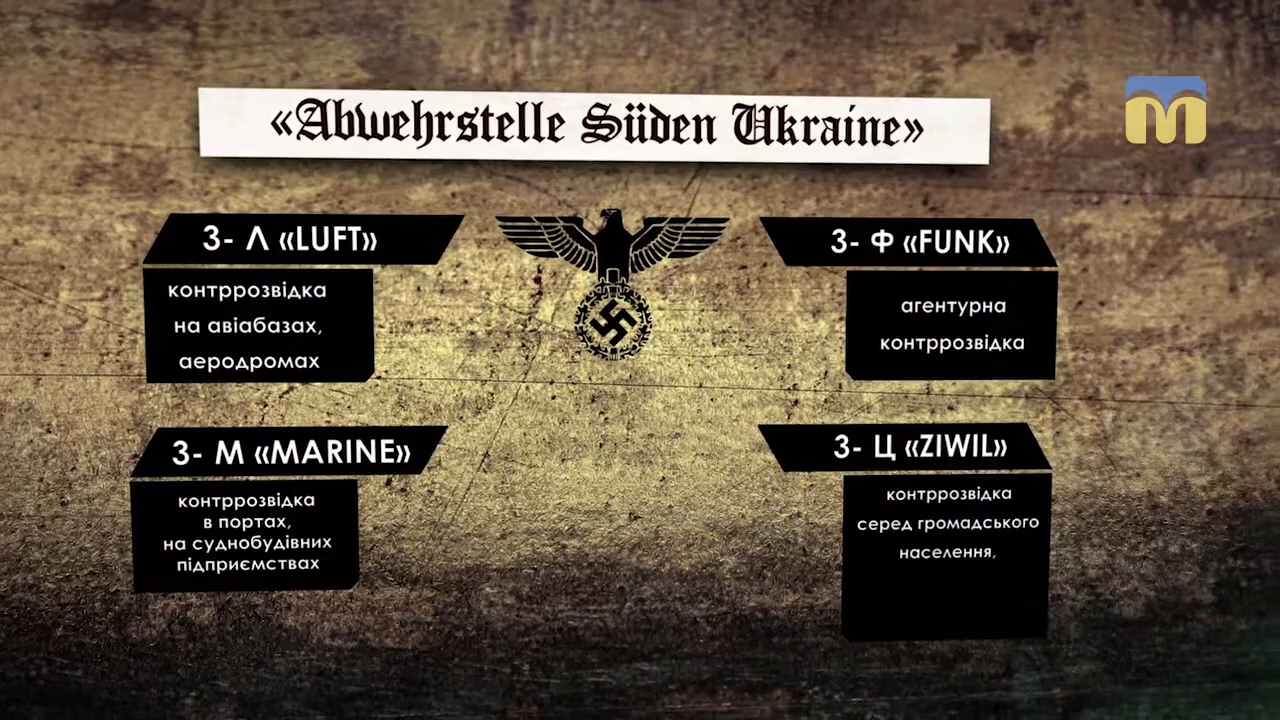 «Abwehrstelle Süden Ukraine»
3- Л «LUFT»
контррозвідка
на авіабазах,
аеродромах
3- Ф «FUNK»
агентурна
контррозвідка
3- М «MARINE»
контррозвідка
в портах,
на суднобудівних
підприємствах
3- Ц «ZIWIL»
контррозвідка
серед громадського
населення,